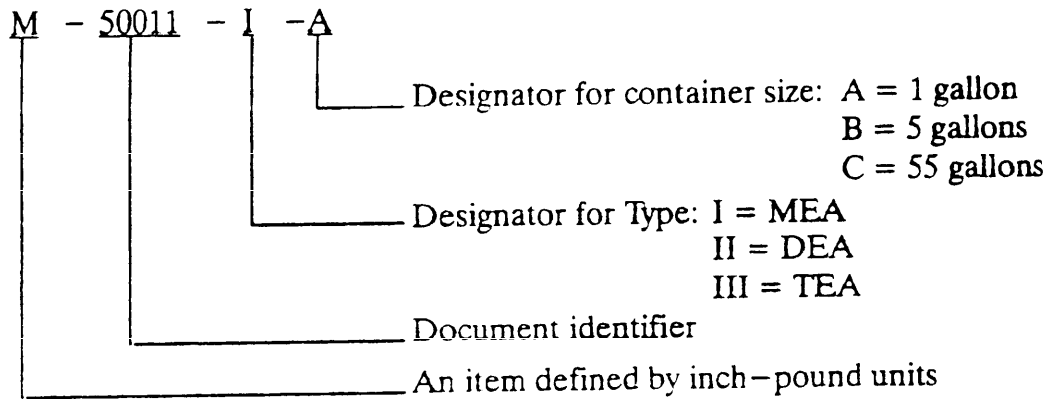 M - 50011 - I -A
Designator for container size: A = 1 gallon
B = 5 gallons
C = 55 gallons
Designator for Type: I = MEA
II = DEA
III = TEA
Document identifier
An item defined by inch-pound units